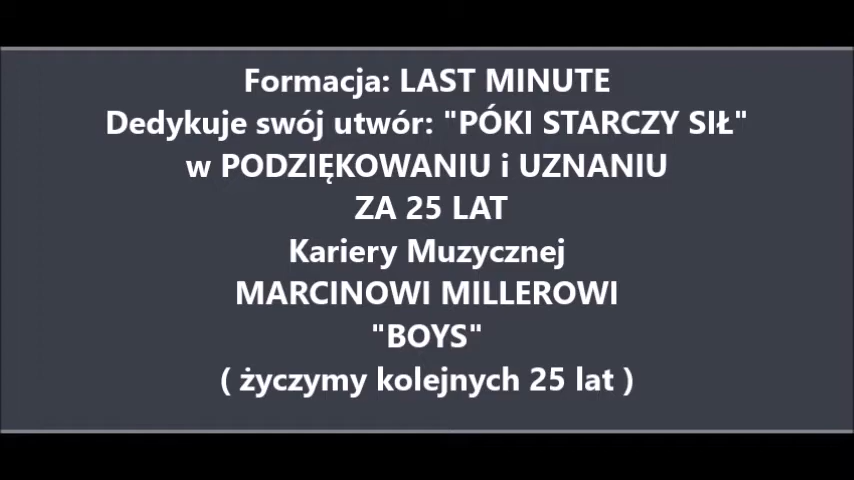 Formacja: LAST MINUTE
Dedykuje swój utwór: "PÓKI STARCZY SIŁ"
w PODZIĘKOWANIU i UZNANIU
ZA 25 LAT
Kariery Muzycznej
MARCINOWI MILLEROWI
"BOYS"
( życzymy kolejnych 25 lat )